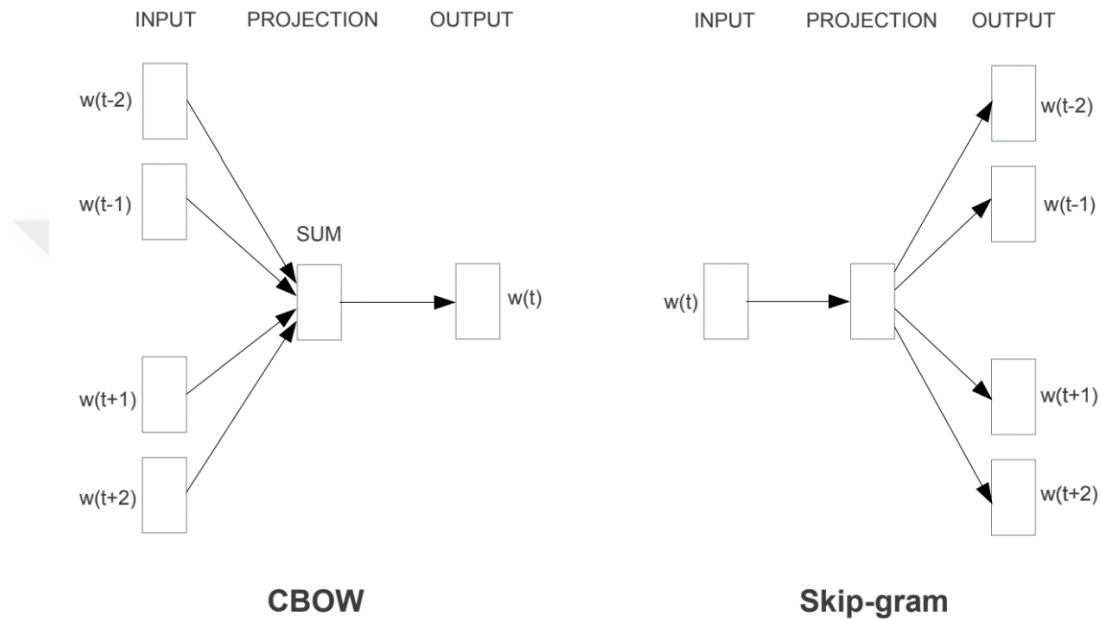 INPUT PROJECTION OUTPUT
w(t-2)
w(t-1)
SUM
w(t)
w(t+1)
w(t+2)
CBOW
INPUT PROJECTION OUTPUT
w(t-2)
w(t-1)
w(t)
w(t+1)
w(t+2)
Skip-gram